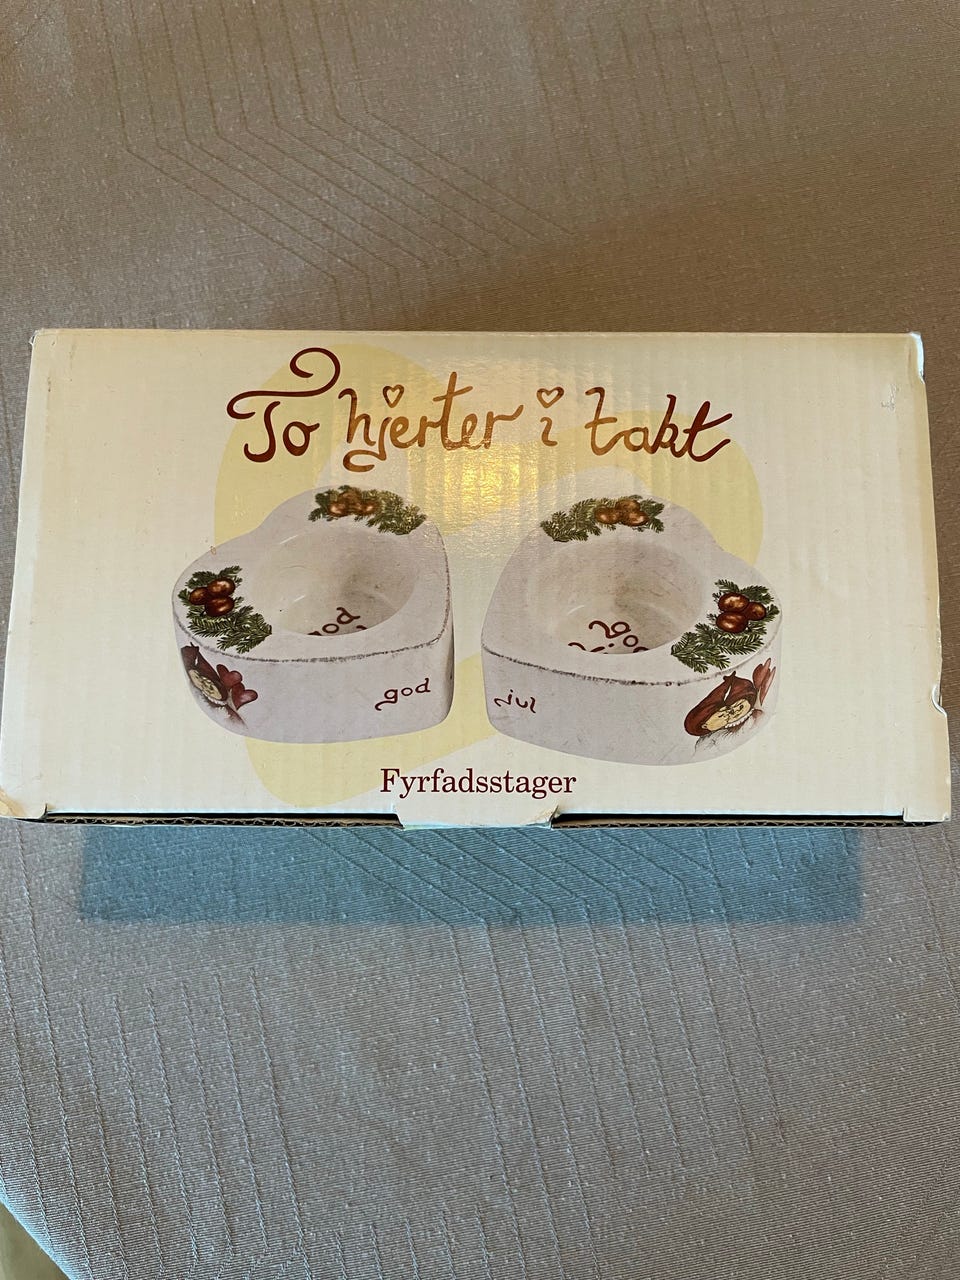 To hjerter i takt
god
god
god
jul
Fyrfadsstager